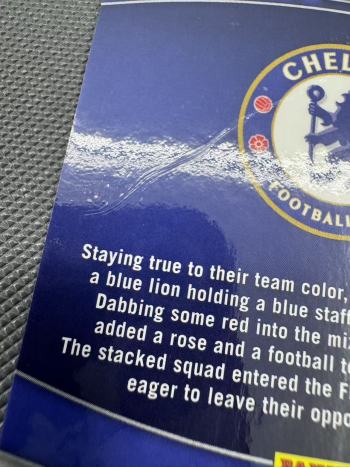 CHEL
FOOTBALL
Staying true to their team color,
a blue lion holding a blue staff
Dabbing some red into the mi
added a rose and a football t
The stacked squad entered the F
eager to leave their oppo